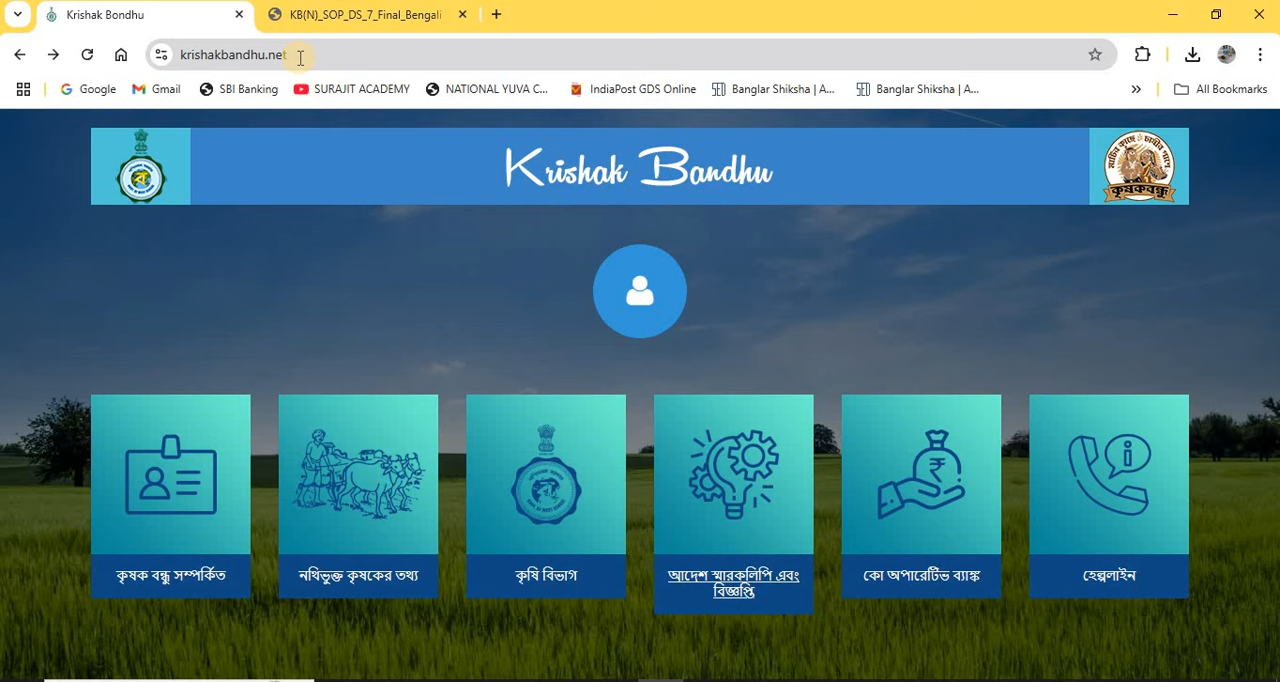 Krishak Bandhu
KB(N)_SOP_DS_7_Final_Bengali
krishakbandhu.net
Google
Gmail
SBI Banking
SURAJIT ACADEMY
NATIONAL YUVA C...
IndiaPost GDS Online
Banglar Shiksha | A...
Banglar Shiksha | A...
All Bookmarks
Krishak Bandhu
কৃষকবন্ধু
কৃষক বন্ধু সম্পর্কিত
নথিভুক্ত কৃষকের তথ্য
কৃষি বিভাগ
আদেশ স্মারকলিপি এবং
বিজ্ঞপ্তি
কো অপারেটিভ ব্যাঙ্ক
হেল্পলাইন